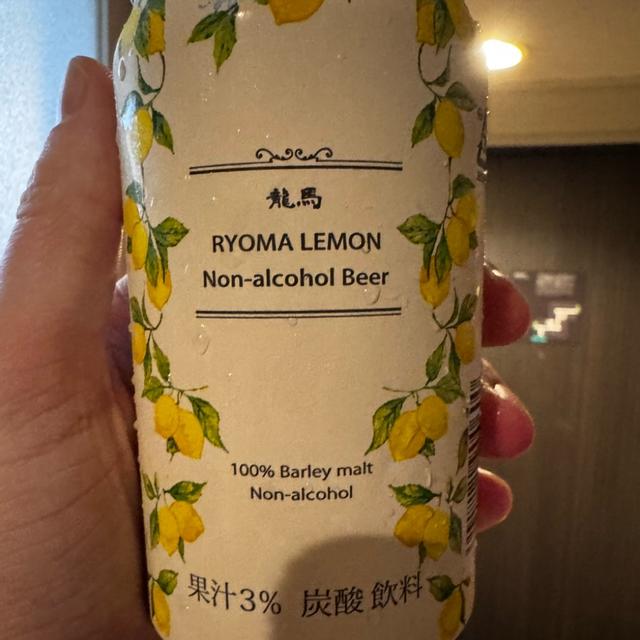 龍馬
RYOMA LEMON
Non-alcohol Beer
100% Barley malt
Non-alcohol
果汁3% 炭酸飲料